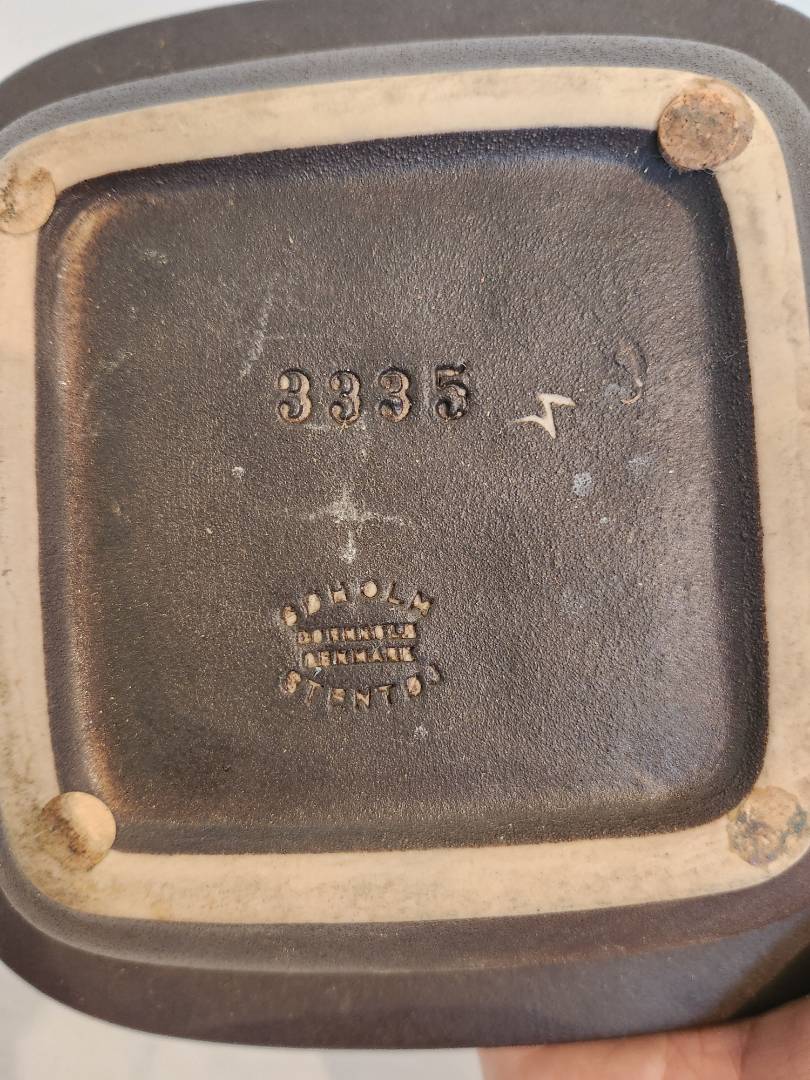 3335
SØHOLM
BORNHOLM
DENMARK
STENTØJ